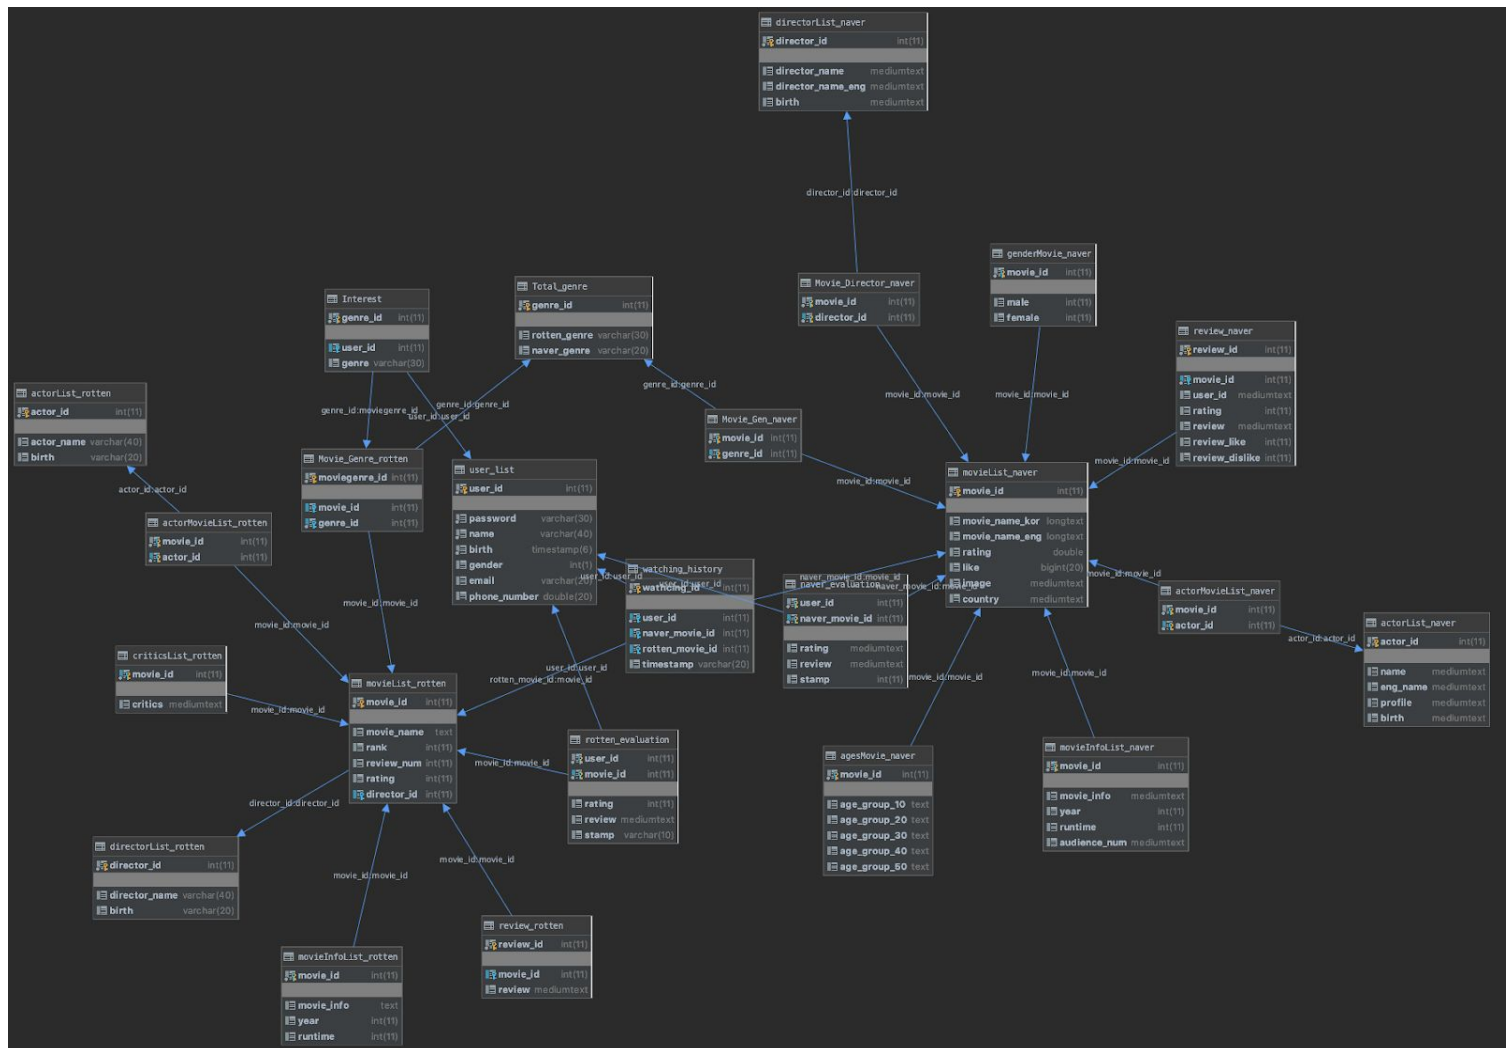 directorList_naver
director_id int(11)
director_name mediumtext
director_name_eng mediumtext
birth mediumtext
director_id:director_id
genderMovie_naver
movie_id int(11)
male int(11)
female int(11)
Movie_Director_naver
movie_id int(11)
director_id int(11)
Total_genre
genre_id int(11)
rotten_genre varchar(30)
naver_genre varchar(20)
Interest
genre_id int(11)
user_id int(11)
genre varchar(30)
review_naver
review_id int(11)
movie_id int(11)
user_id mediumtext
rating int(11)
review mediumtext
review_like int(11)
review_dislike int(11)
movie_id:movie_id
movie_id:movie_id
movie_id:movie_id
genre_id:genre_id
genre_id:genre_id
genre_id:moviegenre_id
user_id:user_id
actorList_rotten
actor_id int(11)
actor_name varchar(40)
birth varchar(20)
actor_id:actor_id
Movie_Gen_naver
movie_id int(11)
genre_id int(11)
movie_id:movie_id
Movie_Genre_rotten
moviegenre_id int(11)
movie_id int(11)
genre_id int(11)
user_list
user_id int(11)
password varchar(30)
name varchar(40)
birth timestamp(6)
gender int(1)
email varchar(20)
phone_number double(20)
movieList_naver
movie_id int(11)
movie_name_kor longtext
movie_name_eng longtext
rating double
like bigint(20)
image mediumtext
country mediumtext
actorMovieList_rotten
movie_id int(11)
actor_id int(11)
movie_id:movie_id
movie_id:movie_id
watching_history
wathcing_id int(11)
user_id int(11)
naver_movie_id int(11)
rotten_movie_id int(11)
timestamp varchar(20)
user_id:user_id
user_id
naver_movie_id:movie_id
naver_movie_id:movie_id
naver_evaluation
user_id int(11)
naver_movie_id int(11)
rating mediumtext
review mediumtext
stamp int(11)
movie_id:movie_id
actorMovieList_naver
movie_id int(11)
actor_id int(11)
actor_id:actor_id
actorList_naver
actor_id int(11)
name mediumtext
eng_name mediumtext
profile mediumtext
birth mediumtext
criticsList_rotten
movie_id int(11)
critics mediumtext
movie_id:movie_id
movieList_rotten
movie_id int(11)
movie_name text
rank int(11)
review_num int(11)
rating int(11)
director_id int(11)
user_id:user_id
rotten_movie_id:movie_id
movie_id:movie_id
movie_id:movie_id
rotten_evaluation
user_id int(11)
movie_id int(11)
rating int(11)
review mediumtext
stamp varchar(10)
movie_id:movie_id
agesMovie_naver
movie_id int(11)
age_group_10 text
age_group_20 text
age_group_30 text
age_group_40 text
age_group_50 text
movieInfoList_naver
movie_id int(11)
movie_info mediumtext
year int(11)
runtime int(11)
audience_num mediumtext
director_id:director_id
directorList_rotten
director_id int(11)
director_name varchar(40)
birth varchar(20)
movie_id:movie_id
movie_id:movie_id
review_rotten
review_id int(11)
movie_id int(11)
review mediumtext
movieInfoList_rotten
movie_id int(11)
movie_info text
year int(11)
runtime int(11)